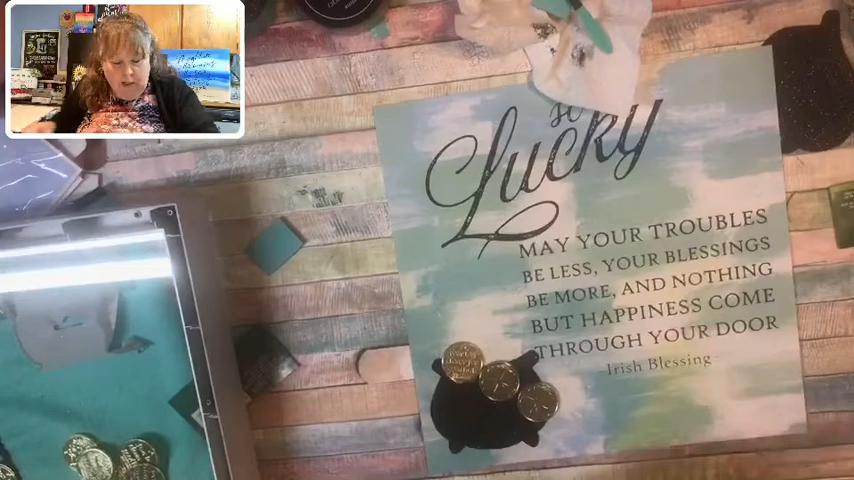 so
Lucky
MAY YOUR TROUBLES
BE LESS, YOUR BLESSINGS
BE MORE, AND NOTHING
BUT HAPPINESS COME
THROUGH YOUR DOOR
Irish Blessing